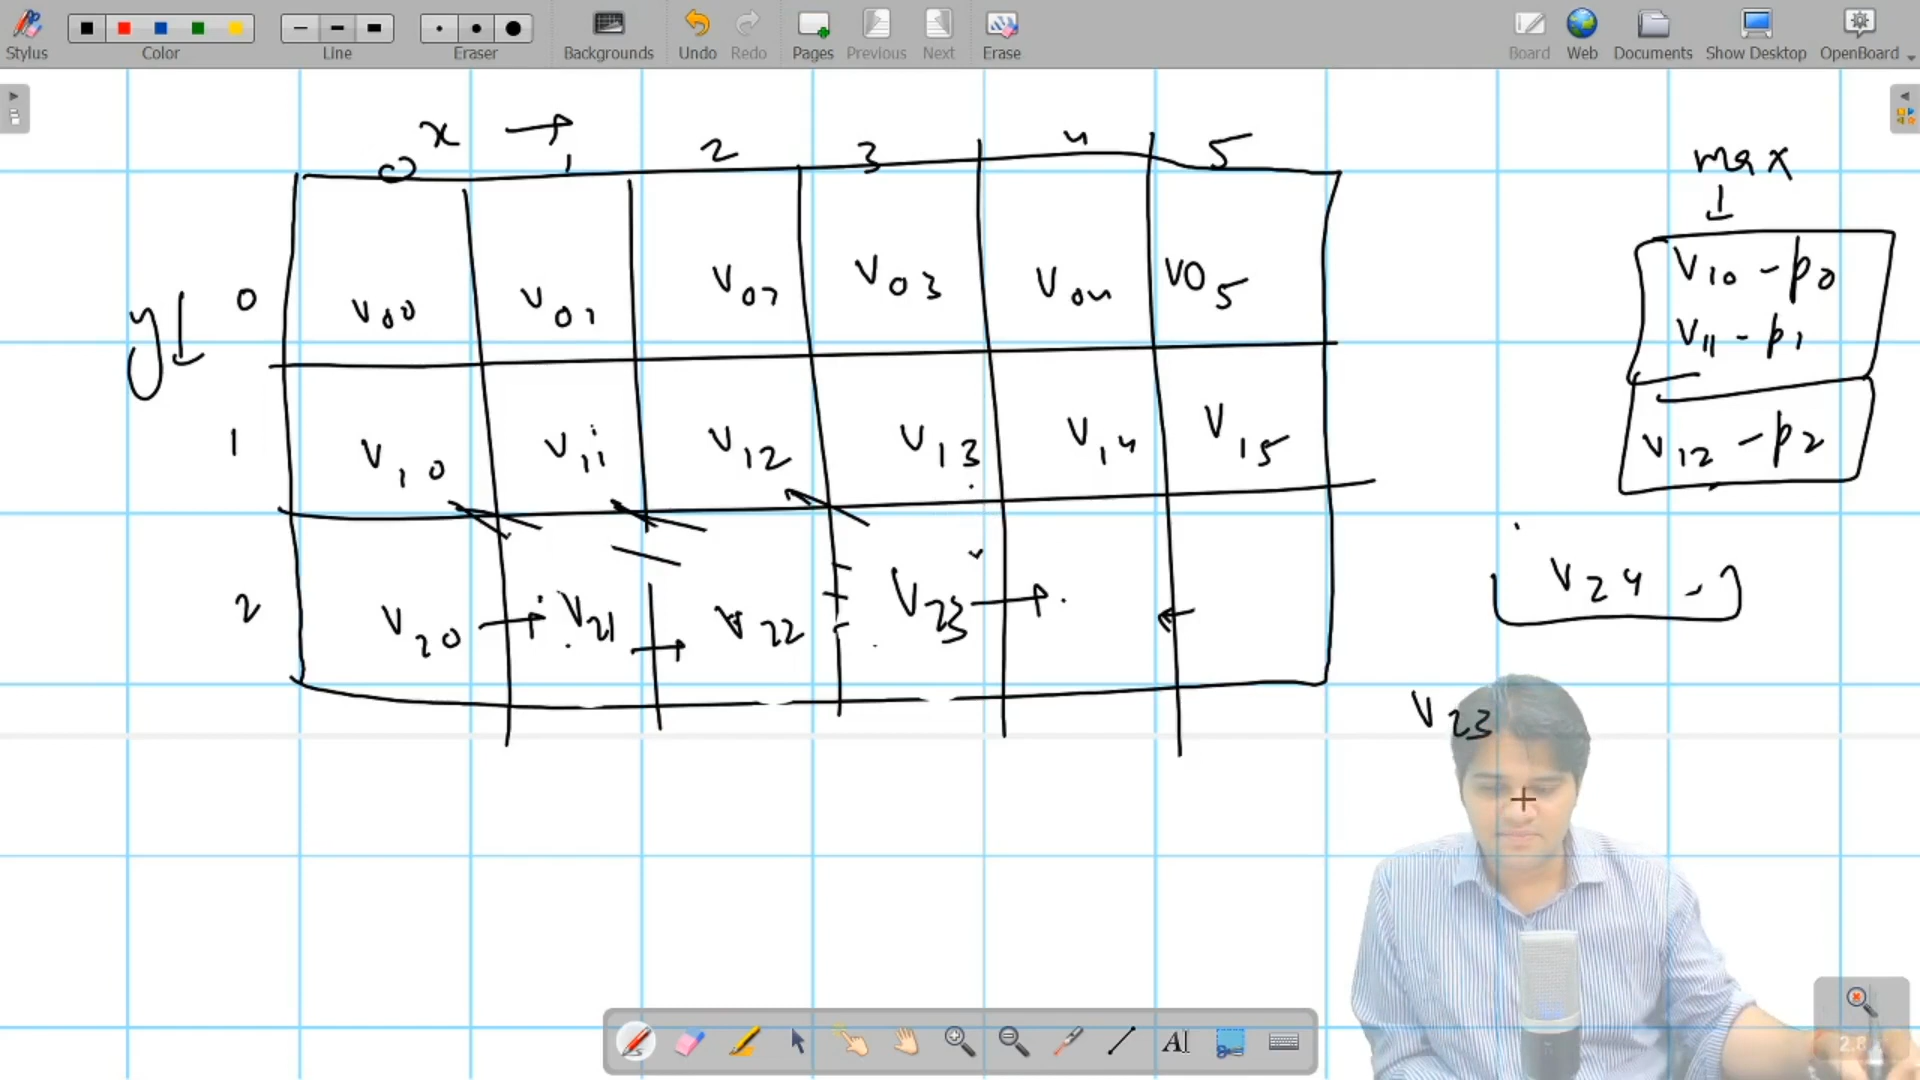 Stylus Color Line Eraser Backgrounds Undo Redo Pages Previous Next Erase Board Web Documents Show Desktop OpenBoard
x → 
0 1 2 3 4 5
y↓
0 V00 V01 V02 V03 V04 V05
1 V10 V11 V12 V13 V14 V15
2 V20 → V21 → V22 V23 → ←
max
↓
V10 - p0
V11 - p1
V12 - p2
V24 -
V23
2.8